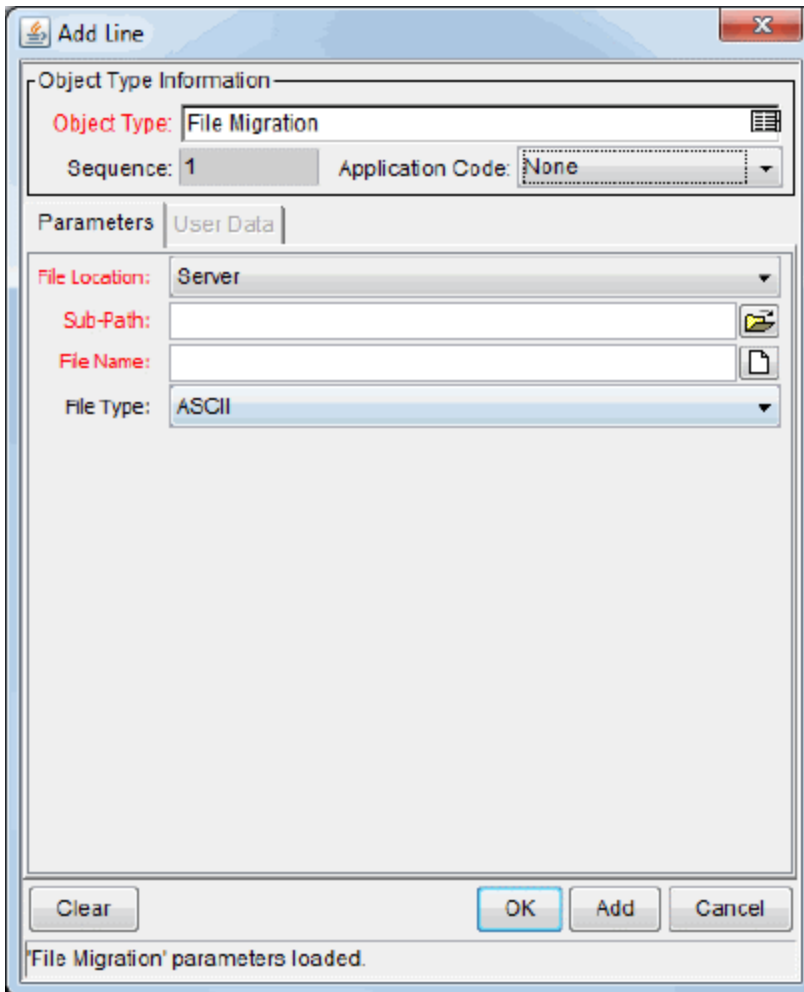 Add Line
Object Type Information
Object Type: File Migration
Sequence: 1 Application Code: None
Parameters User Data
File Location: Server
Sub-Path:
File Name:
File Type: ASCII
Clear OK Add Cancel
'File Migration' parameters loaded.